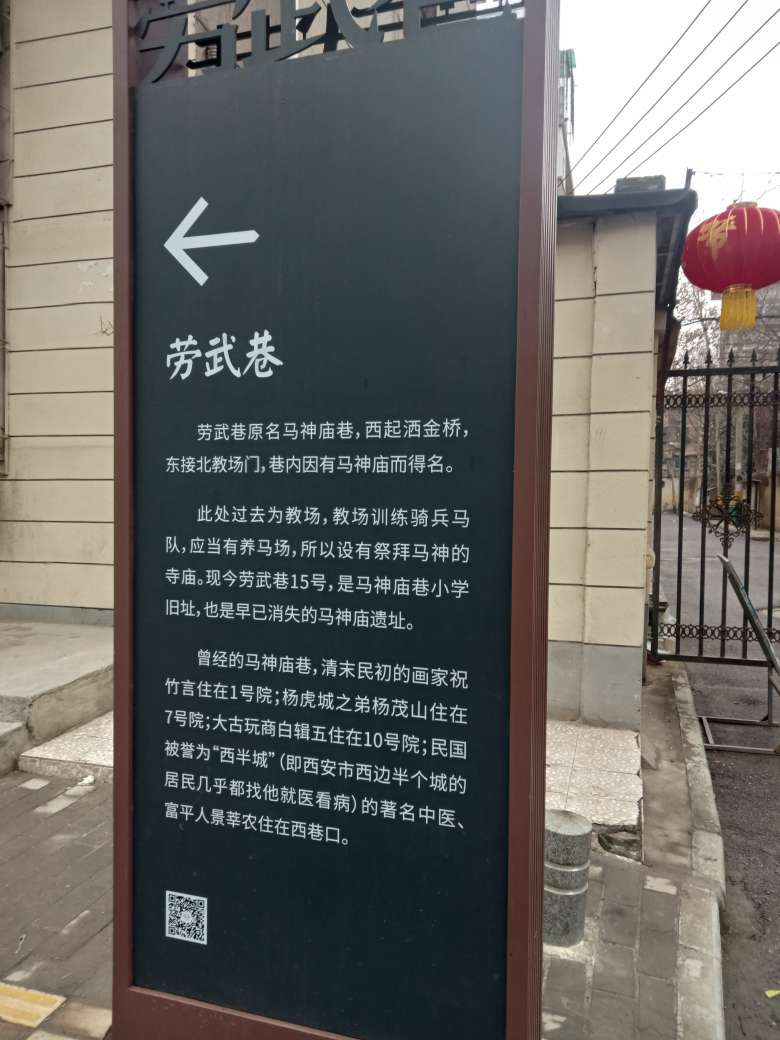 劳武巷
劳武巷
劳武巷原名马神庙巷，西起洒金桥，
东接北教场门，巷内因有马神庙而得名。
此处过去为教场，教场训练骑兵马
队，应当有养马场，所以设有祭拜马神的
寺庙。现今劳武巷15号，是马神庙巷小学
旧址，也是早已消失的马神庙遗址。
曾经的马神庙巷，清末民初的画家祝
竹言住在1号院；杨虎城之弟杨茂山住在
7号院；大古玩商白辑五住在10号院；民国
被誉为“西半城”（即西安市西边半个城的
居民几乎都找他就医看病）的著名中医、
富平人景莘农住在西巷口。